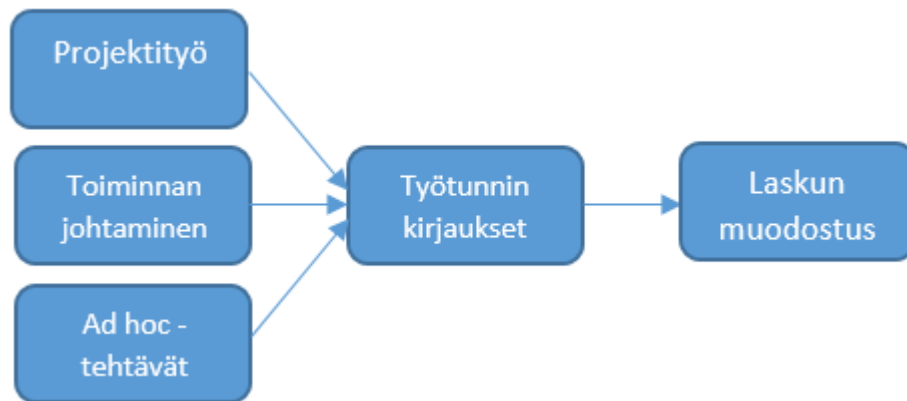 Projektityö
Toiminnan
johtaminen
Ad hoc -
tehtävät
Työtunnin
kirjaukset
Laskun
muodostus